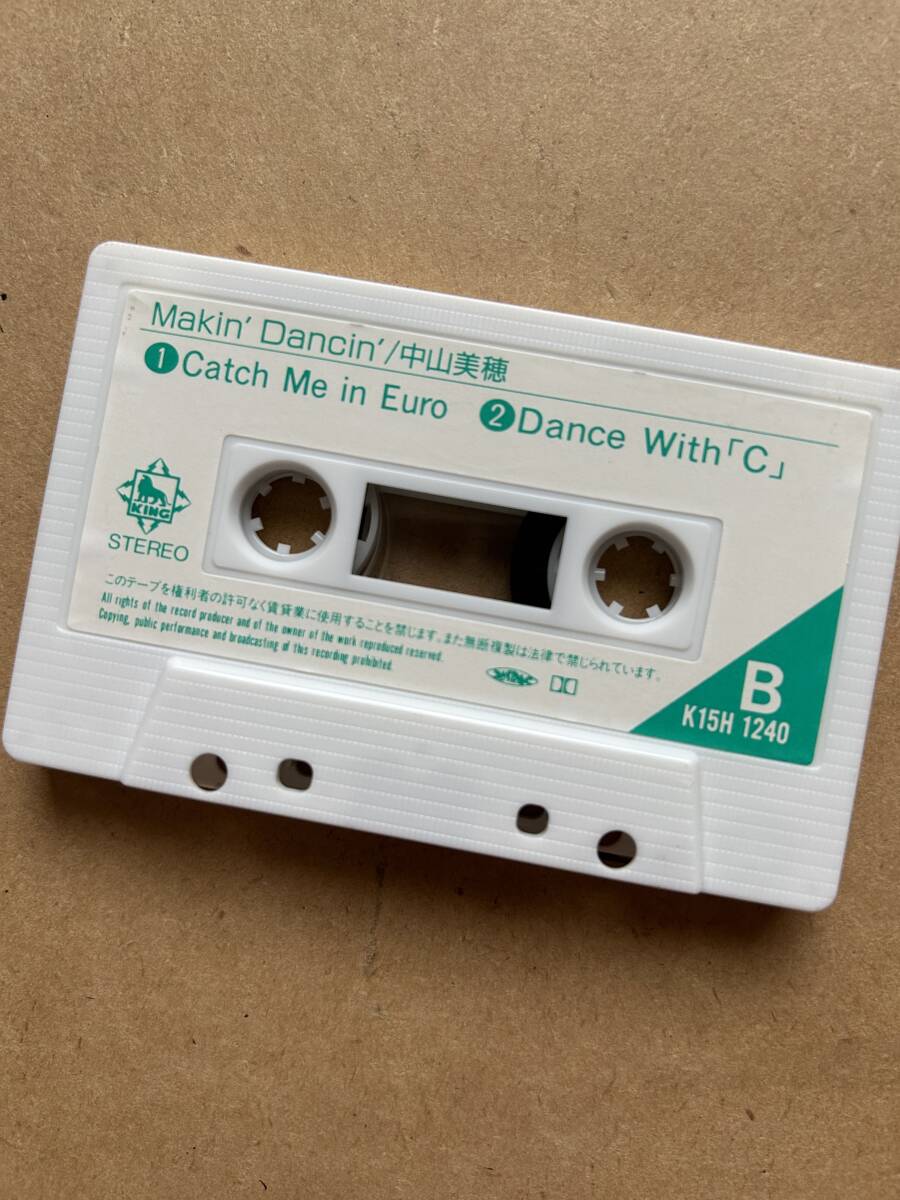 Makin' Dancin'/中山美穂
1 Catch Me in Euro 2 Dance With「C」
KING
STEREO
このテープを権利者の許可なく賃貸業に使用することを禁じます。また無断複製は法律で禁じられています。
All rights of the record producer and of the owner of the work reproduced reserved.
Copying, public performance and broadcasting of this recording prohibited.
B
K15H 1240